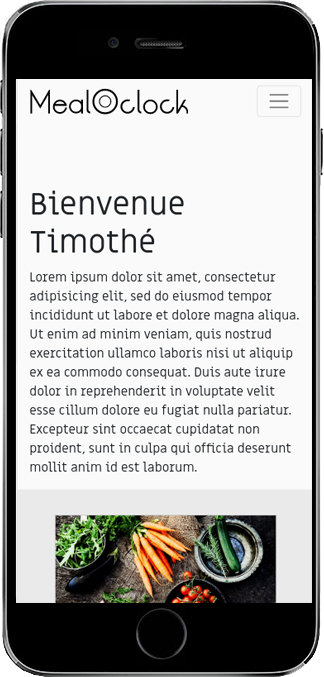 MealOclock
Bienvenue
Timothé
Lorem ipsum dolor sit amet, consectetur
adipisicing elit, sed do eiusmod tempor
incididunt ut labore et dolore magna aliqua.
Ut enim ad minim veniam, quis nostrud
exercitation ullamco laboris nisi ut aliquip
ex ea commodo consequat. Duis aute irure
dolor in reprehenderit in voluptate velit
esse cillum dolore eu fugiat nulla pariatur.
Excepteur sint occaecat cupidatat non
proident, sunt in culpa qui officia deserunt
mollit anim id est laborum.